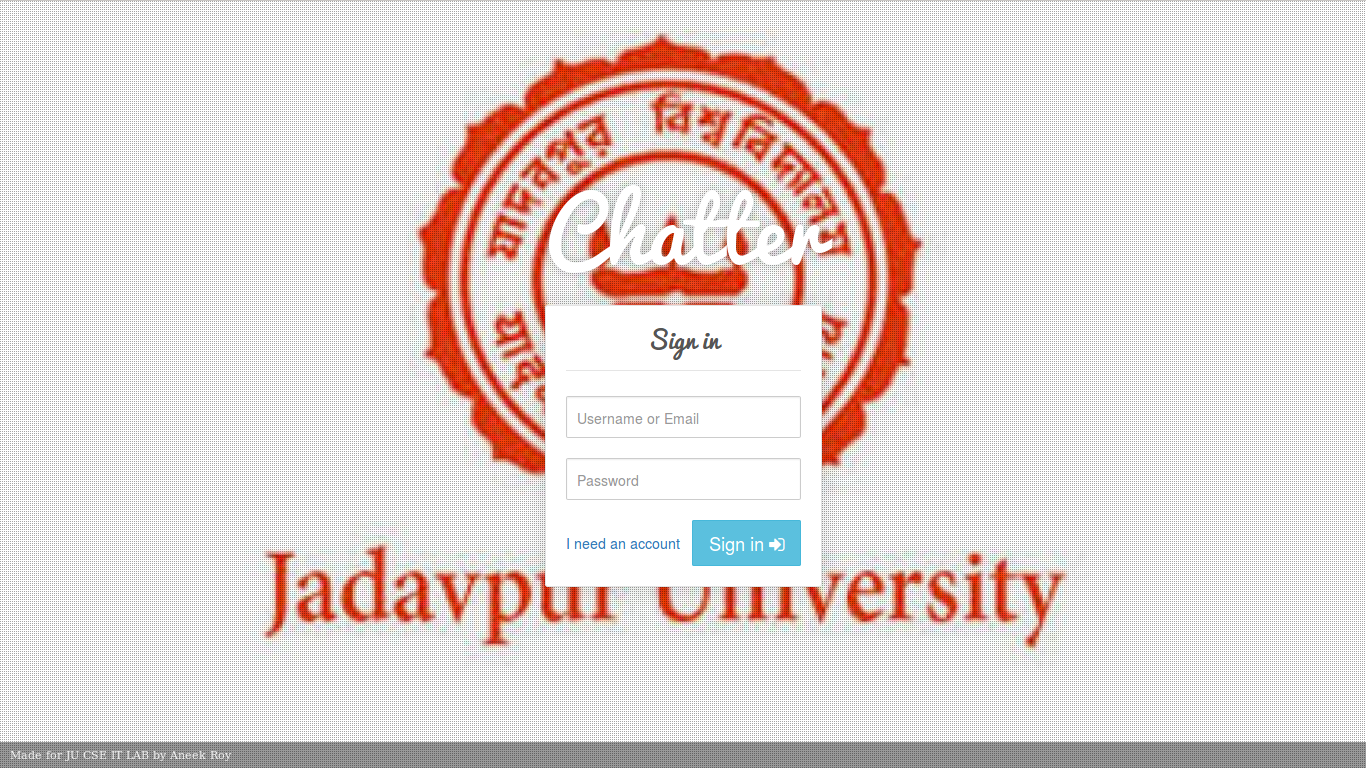 যাদবপুর বিশ্ববিদ্যালয়
Chatter
Sign in
Username or Email
Password
I need an account
Sign in
Jadavpur University
Made for JU CSE IT LAB by Aneek Roy